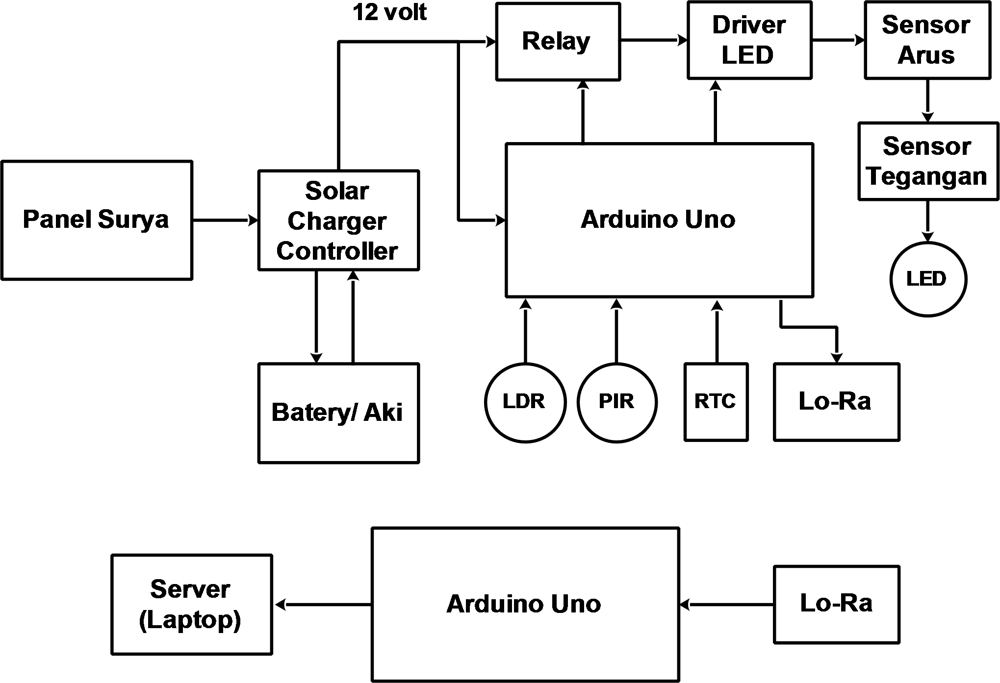 12 volt
Relay
Driver
LED
Sensor
Arus
Sensor
Tegangan
Panel Surya
Solar
Charger
Controller
Arduino Uno
LED
Batery/ Aki
LDR
PIR
RTC
Lo-Ra
Server
(Laptop)
Arduino Uno
Lo-Ra